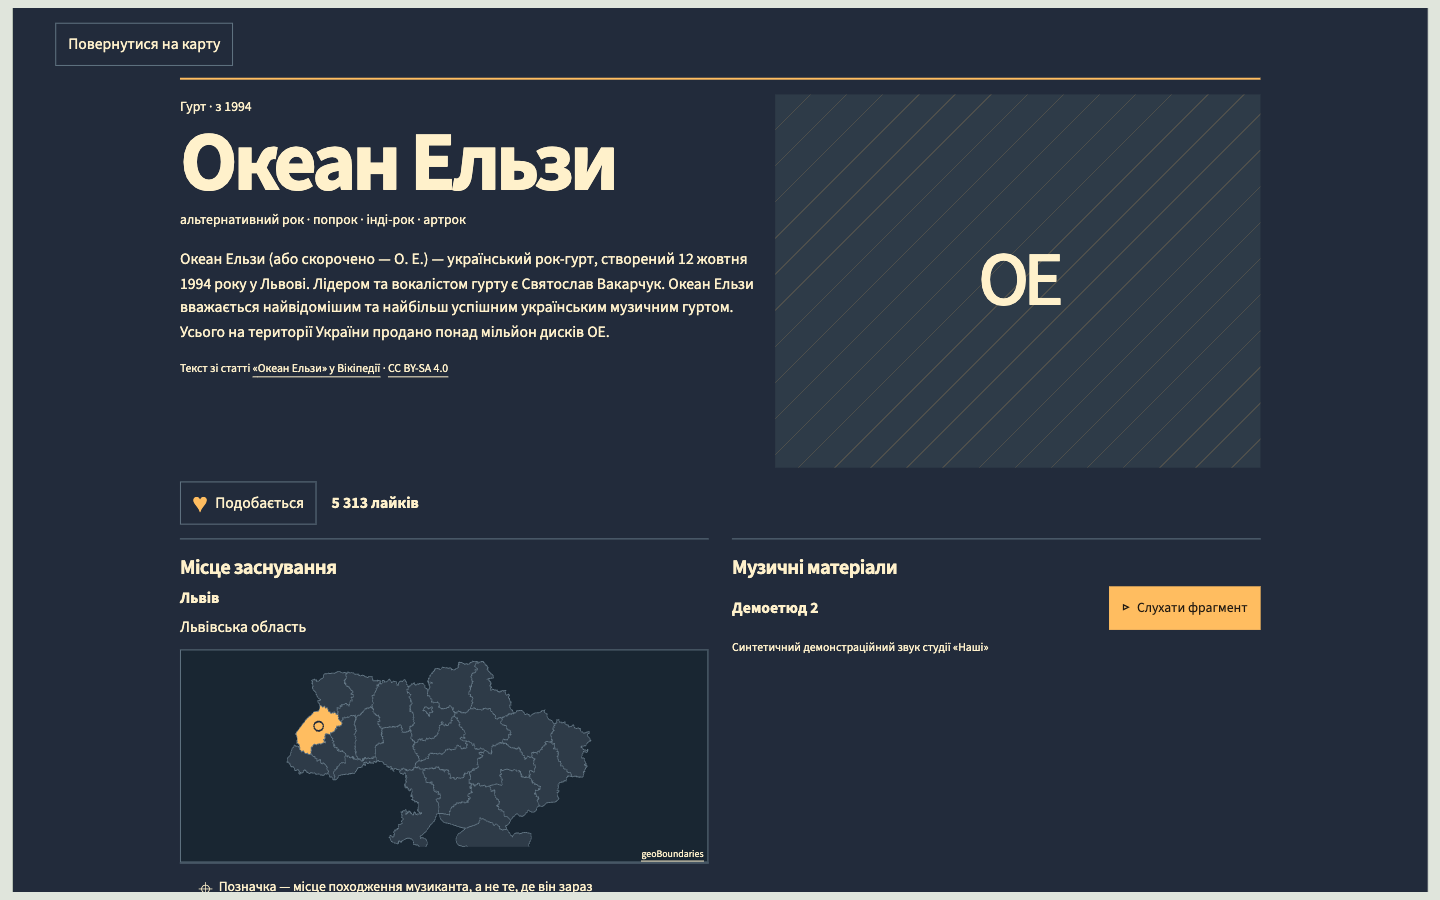 Повернутися на карту
Гурт · з 1994
Океан Ельзи
альтернативний рок · попрок · інді-рок · артрок
Океан Ельзи (або скорочено — О. Е.) — український рок-гурт, створений 12 жовтня
1994 року у Львові. Лідером та вокалістом гурту є Святослав Вакарчук. Океан Ельзи
вважається найвідомішим та найбільш успішним українським музичним гуртом.
Усього на території України продано понад мільйон дисків ОЕ.
Текст зі статті «Океан Ельзи» у Вікіпедії · CC BY-SA 4.0
ОЕ
♥ Подобається
5 313 лайків
Місце заснування
Львів
Львівська область
geoBoundaries
Позначка — місце походження музиканта, а не те, де він зараз
Музичні матеріали
Демоетюд 2
Слухати фрагмент
Синтетичний демонстраційний звук студії «Наші»